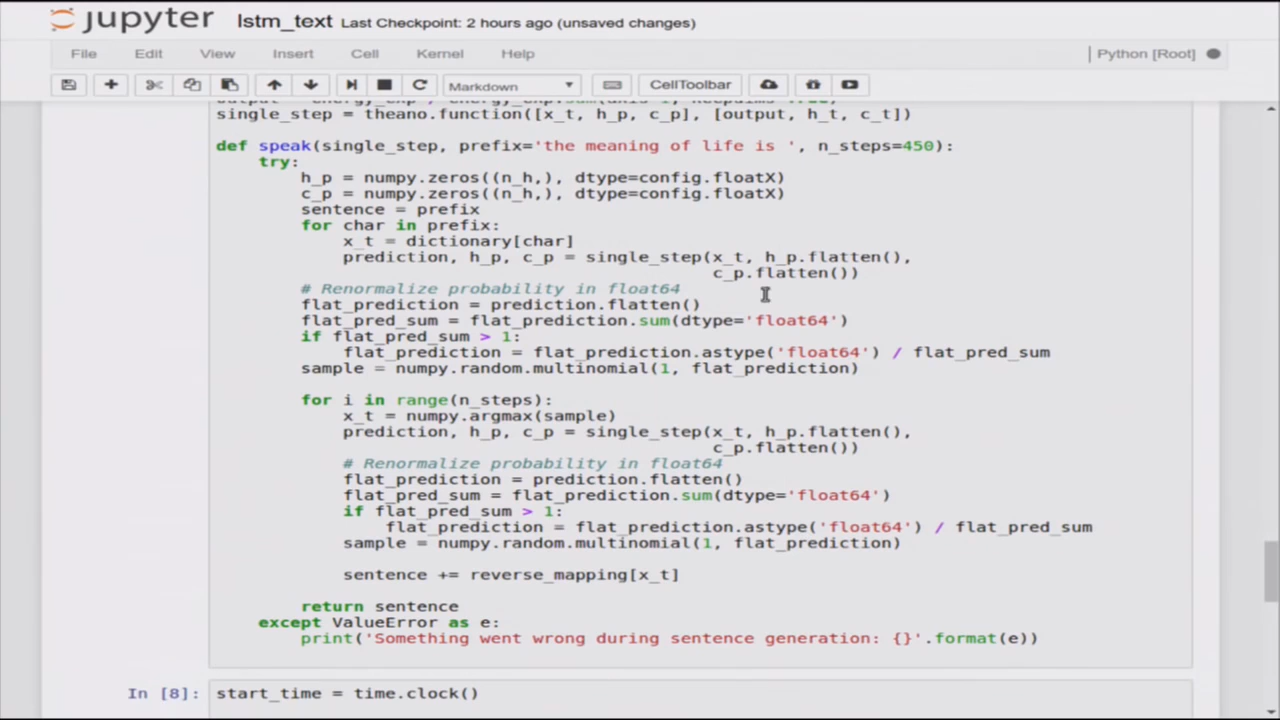 jupyter lstm_text Last Checkpoint: 2 hours ago (unsaved changes)
File Edit View Insert Cell Kernel Help Python [Root]
Markdown CellToolbar
single_step = theano.function([x_t, h_p, c_p], [output, h_t, c_t])
def speak(single_step, prefix='the meaning of life is ', n_steps=450):
try:
h_p = numpy.zeros((n_h,), dtype=config.floatX)
c_p = numpy.zeros((n_h,), dtype=config.floatX)
sentence = prefix
for char in prefix:
x_t = dictionary[char]
prediction, h_p, c_p = single_step(x_t, h_p.flatten(),
c_p.flatten())
# Renormalize probability in float64
flat_prediction = prediction.flatten()
flat_pred_sum = flat_prediction.sum(dtype='float64')
if flat_pred_sum > 1:
flat_prediction = flat_prediction.astype('float64') / flat_pred_sum
sample = numpy.random.multinomial(1, flat_prediction)
for i in range(n_steps):
x_t = numpy.argmax(sample)
prediction, h_p, c_p = single_step(x_t, h_p.flatten(),
c_p.flatten())
# Renormalize probability in float64
flat_prediction = prediction.flatten()
flat_pred_sum = flat_prediction.sum(dtype='float64')
if flat_pred_sum > 1:
flat_prediction = flat_prediction.astype('float64') / flat_pred_sum
sample = numpy.random.multinomial(1, flat_prediction)
sentence += reverse_mapping[x_t]
return sentence
except ValueError as e:
print('Something went wrong during sentence generation: {}'.format(e))
In [8]: start_time = time.clock()